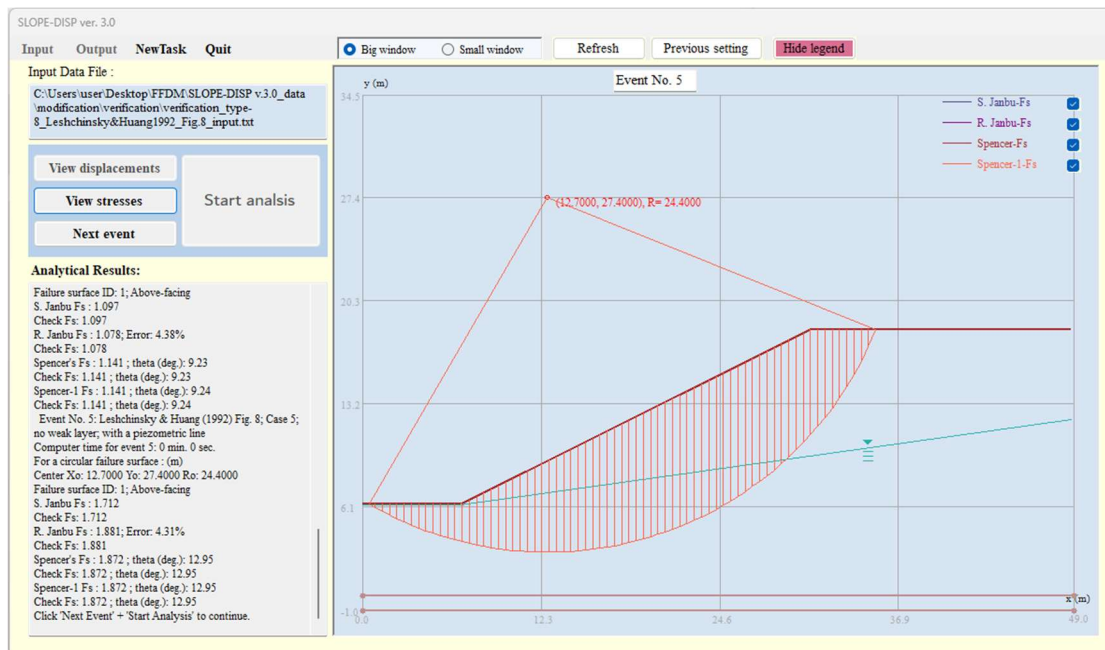 SLOPE-DISP ver. 3.0
Input Output NewTask Quit
Big window Small window Refresh Previous setting Hide legend
Input Data File :
C:\Users\user\Desktop\FFDM\SLOPE-DISP v.3.0_data
\modification\verification\verification_type-
8_Leshchinsky&Huang1992_Fig.8_input.txt
View displacements
View stresses
Next event
Start analsis
Analytical Results:
Failure surface ID: 1; Above-facing
S. Janbu Fs : 1.097
Check Fs: 1.097
R. Janbu Fs : 1.078; Error: 4.38%
Check Fs: 1.078
Spencer's Fs : 1.141 ; theta (deg.): 9.23
Check Fs: 1.141 ; theta (deg.): 9.23
Spencer-1 Fs : 1.141 ; theta (deg.): 9.24
Check Fs: 1.141 ; theta (deg.): 9.24
Event No. 5: Leshchinsky & Huang (1992) Fig. 8; Case 5;
no weak layer; with a piezometric line
Computer time for event 5: 0 min. 0 sec.
For a circular failure surface : (m)
Center Xo: 12.7000 Yo: 27.4000 Ro: 24.4000
Failure surface ID: 1; Above-facing
S. Janbu Fs : 1.712
Check Fs: 1.712
R. Janbu Fs : 1.881; Error: 4.31%
Check Fs: 1.881
Spencer's Fs : 1.872 ; theta (deg.): 12.95
Check Fs: 1.872 ; theta (deg.): 12.95
Spencer-1 Fs : 1.872 ; theta (deg.): 12.95
Check Fs: 1.872 ; theta (deg.): 12.95
Click 'Next Event' + 'Start Analysis' to continue.
y (m)
Event No. 5
34.5
S. Janbu-Fs
R. Janbu-Fs
Spencer-Fs
Spencer-1-Fs
27.4
(12.7000, 27.4000), R= 24.4000
20.3
13.2
6.1
-1.0
x (m)
0.0 12.3 24.6 36.9 49.0